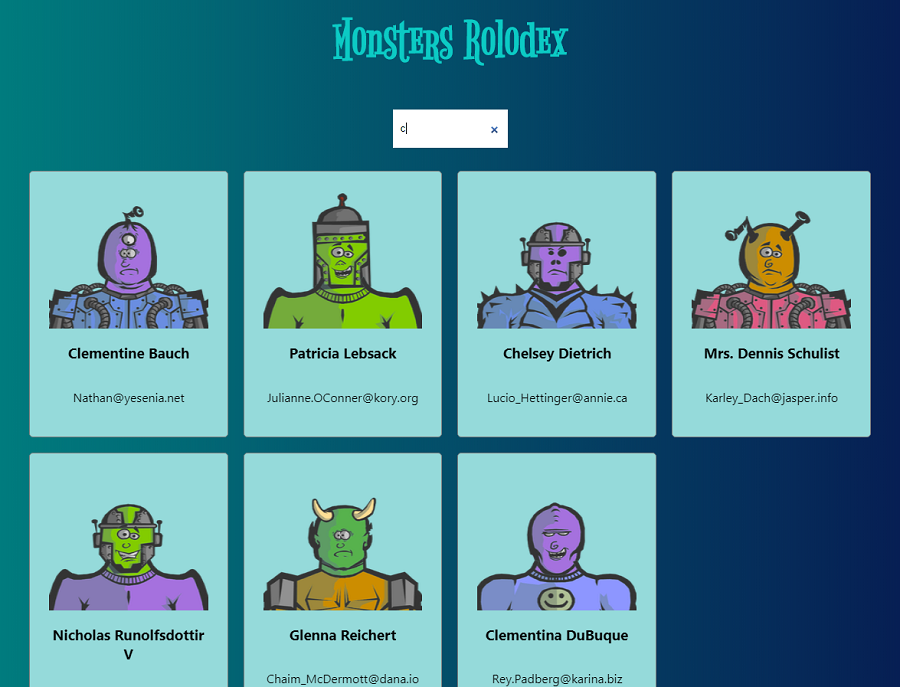 Monsters Rolodex
c
×
Clementine Bauch
Patricia Lebsack
Chelsey Dietrich
Mrs. Dennis Schulist
Nathan@yesenia.net
Julianne.OConner@kory.org
Lucio_Hettinger@annie.ca
Karley_Dach@jasper.info
Nicholas Runolfsdottir
V
Glenna Reichert
Clementina DuBuque
Chaim_McDermott@dana.io
Rey.Padberg@karina.biz